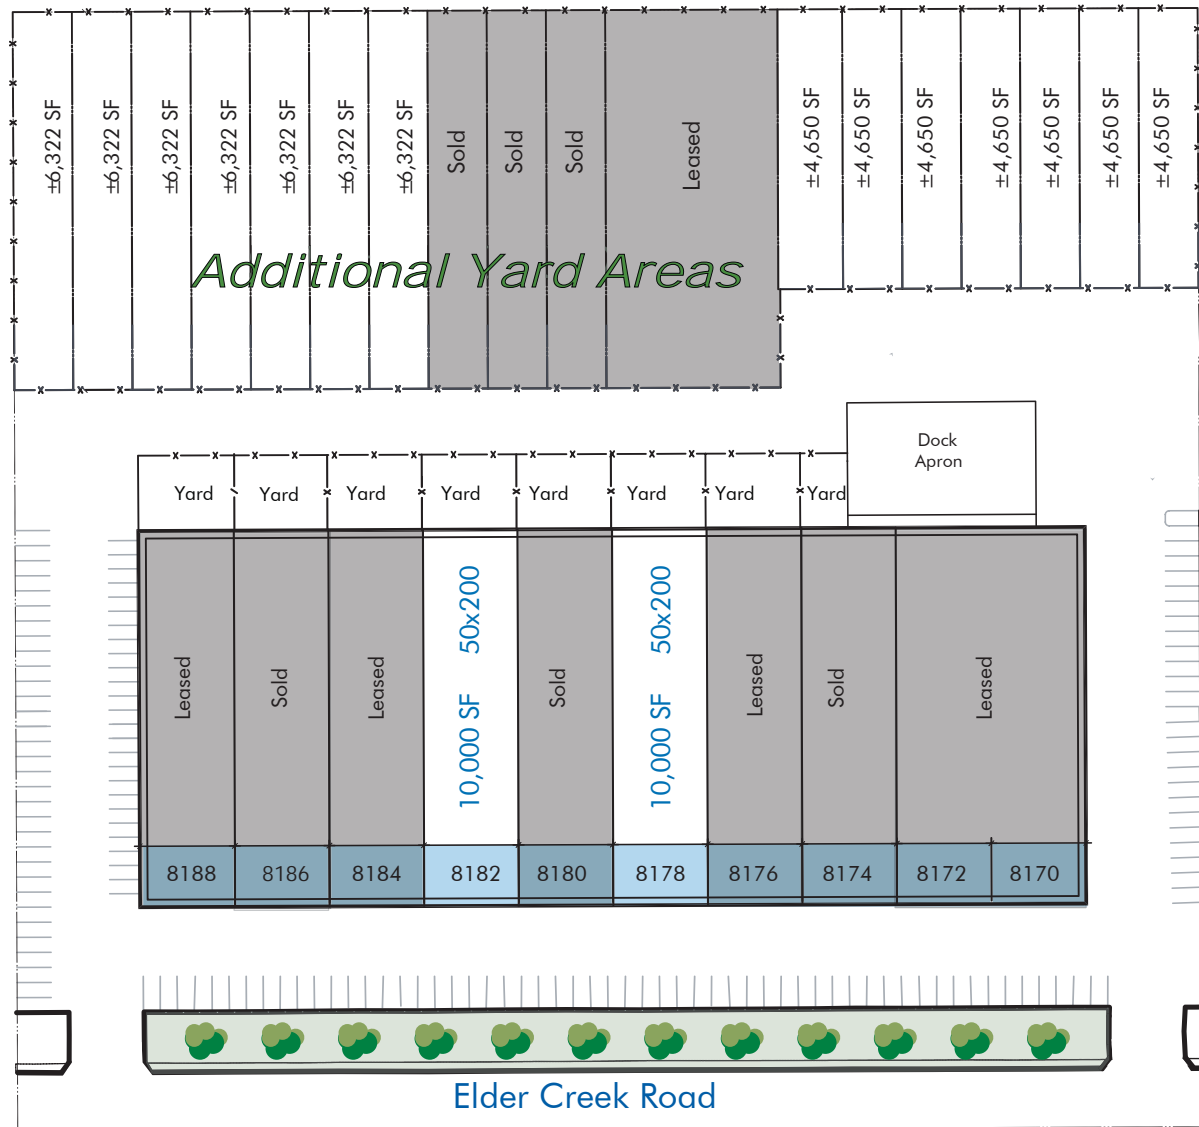 ±6,322 SF
±6,322 SF
±6,322 SF
±6,322 SF
±6,322 SF
±6,322 SF
±6,322 SF
Sold
Sold
Sold
Leased
±4,650 SF
±4,650 SF
±4,650 SF
±4,650 SF
±4,650 SF
±4,650 SF
±4,650 SF
Additional Yard Areas
Dock
Apron
Yard
Yard
Yard
Yard
Yard
Yard
Yard
Yard
Leased
Sold
Leased
10,000 SF 50x200
Sold
10,000 SF 50x200
Leased
Sold
Leased
8188
8186
8184
8182
8180
8178
8176
8174
8172
8170
Elder Creek Road